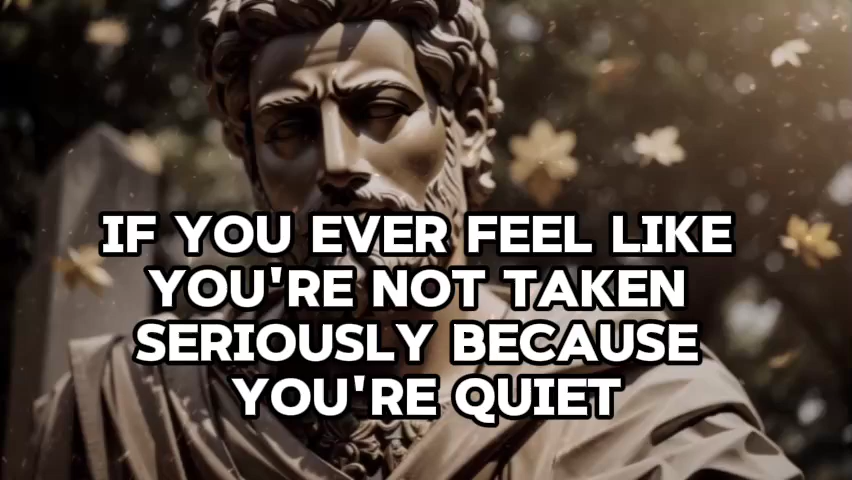 IF YOU EVER FEEL LIKE
YOU'RE NOT TAKEN
SERIOUSLY BECAUSE
YOU'RE QUIET